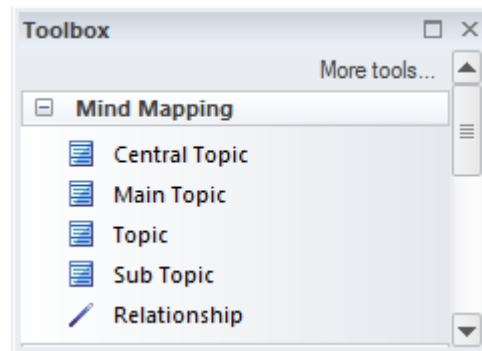 Toolbox
More tools...
Mind Mapping
Central Topic
Main Topic
Topic
Sub Topic
Relationship